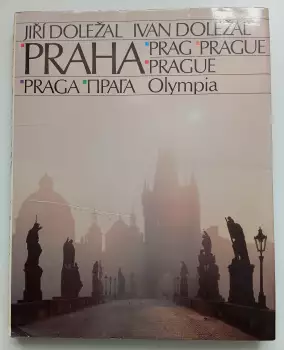 JIŘÍ DOLEŽAL IVAN DOLEŽAL
PRAHA PRAG PRAGUE
PRAGUE
PRAGA ПРАГА Olympia